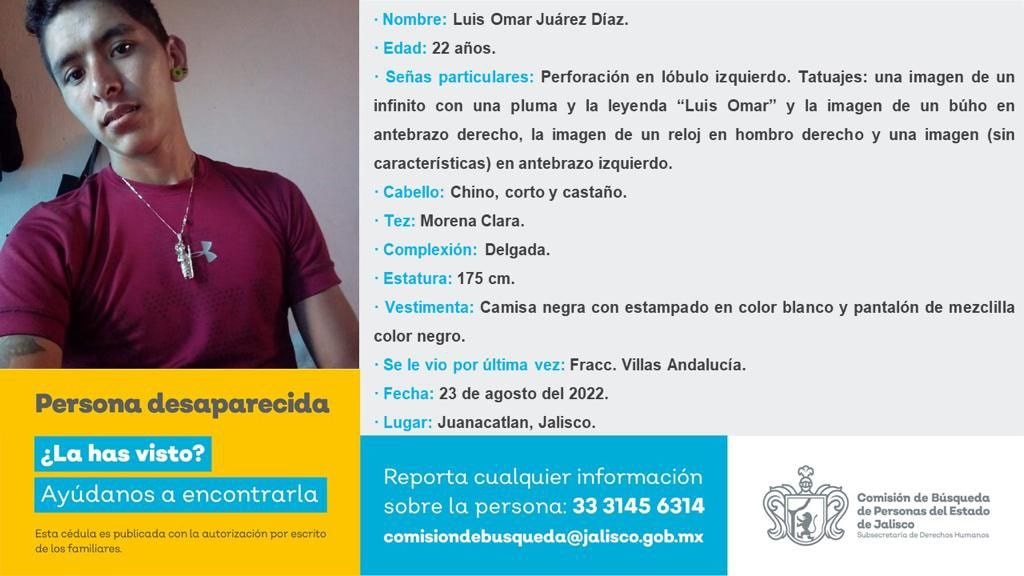 · Nombre: Luis Omar Juárez Díaz.
· Edad: 22 años.
· Señas particulares: Perforación en lóbulo izquierdo. Tatuajes: una imagen de un
infinito con una pluma y la leyenda “Luis Omar” y la imagen de un búho en
antebrazo derecho, la imagen de un reloj en hombro derecho y una imagen (sin
características) en antebrazo izquierdo.
· Cabello: Chino, corto y castaño.
· Tez: Morena Clara.
· Complexión: Delgada.
· Estatura: 175 cm.
· Vestimenta: Camisa negra con estampado en color blanco y pantalón de mezclilla
color negro.
· Se le vio por última vez: Fracc. Villas Andalucía.
· Fecha: 23 de agosto del 2022.
· Lugar: Juanacatlan, Jalisco.
Persona desaparecida
¿La has visto?
Ayúdanos a encontrarla
Esta cédula es publicada con la autorización por escrito
de los familiares.
Reporta cualquier información
sobre la persona: 33 3145 6314
comisiondebusqueda@jalisco.gob.mx
Comisión de Búsqueda
de Personas del Estado
de Jalisco
Subsecretaría de Derechos Humanos